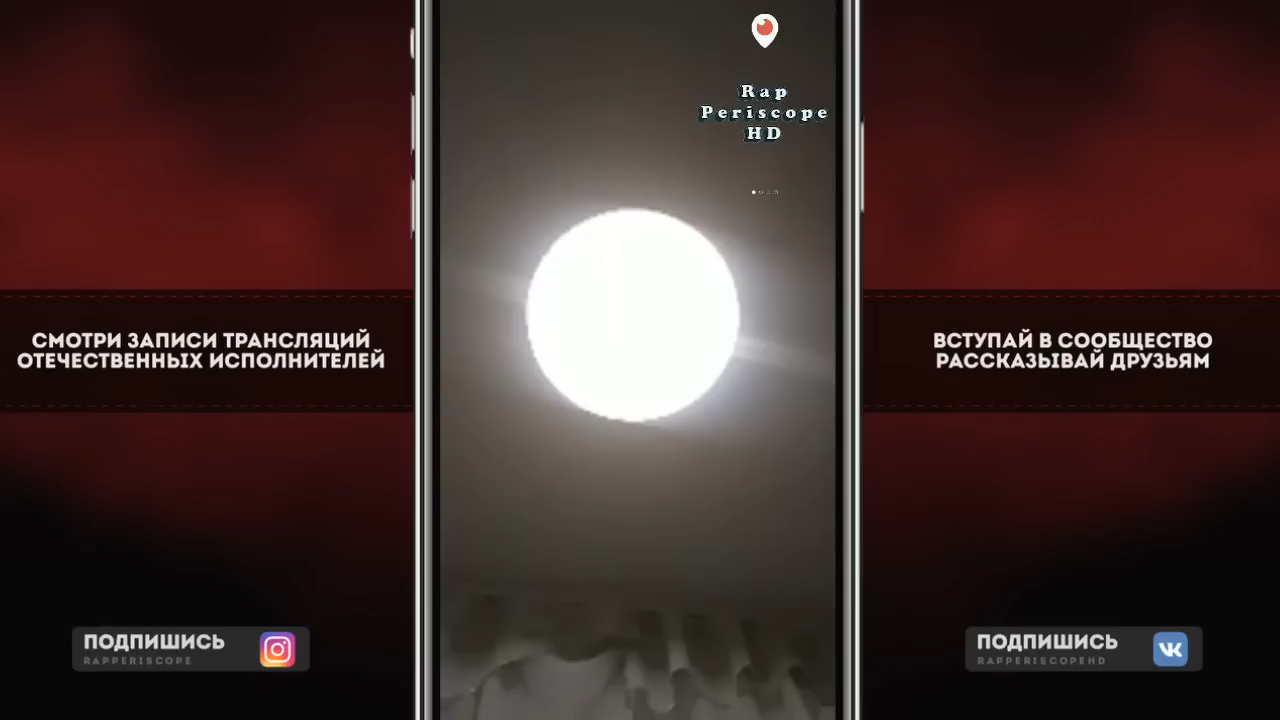 Rap
Periscope
HD
СМОТРИ ЗАПИСИ ТРАНСЛЯЦИЙ
ОТЕЧЕСТВЕННЫХ ИСПОЛНИТЕЛЕЙ
ВСТУПАЙ В СООБЩЕСТВО
РАССКАЗЫВАЙ ДРУЗЬЯМ
ПОДПИШИСЬ
RAPPERISCOPE
ПОДПИШИСЬ
RAPPERISCOPEHD